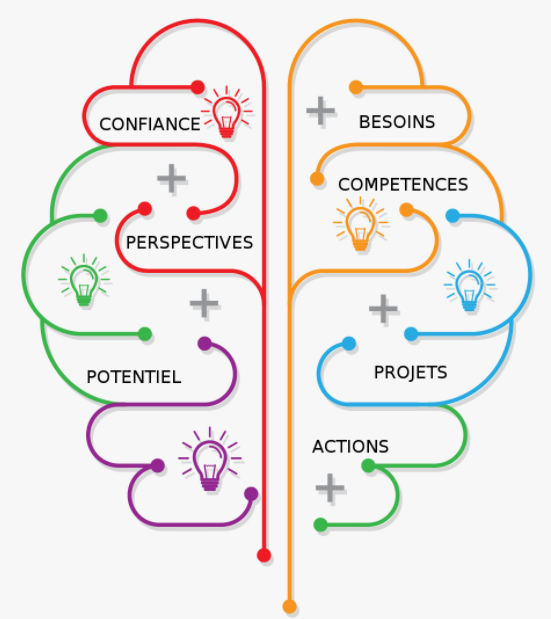 CONFIANCE
PERSPECTIVES
POTENTIEL
BESOINS
COMPETENCES
PROJETS
ACTIONS